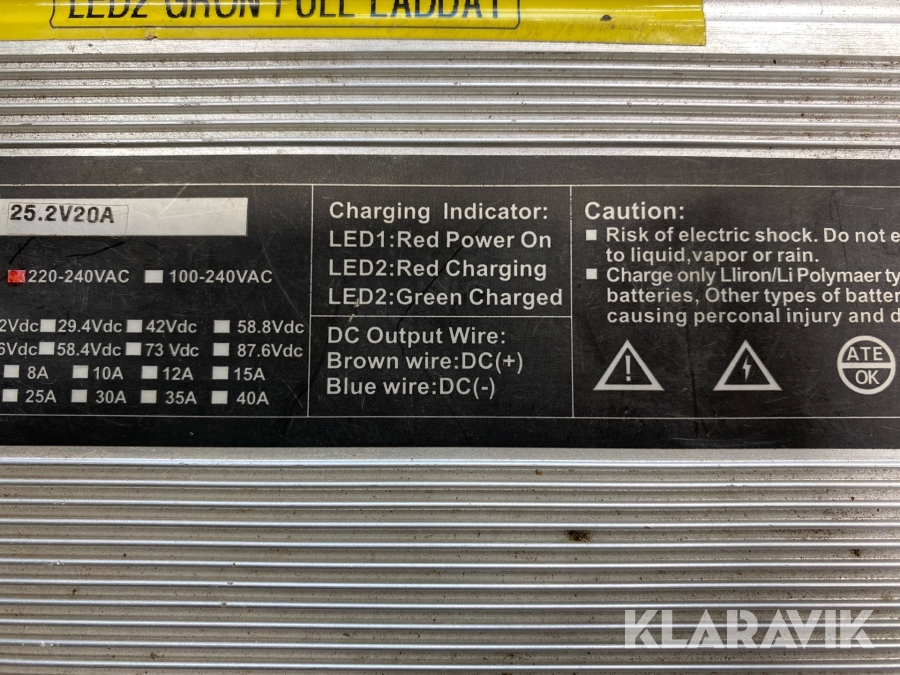 LED2 GRÖN FULL LADDAT
25.2V20A
220-240VAC 100-240VAC
2Vdc 29.4Vdc 42Vdc 58.8Vdc
6Vdc 58.4Vdc 73 Vdc 87.6Vdc
8A 10A 12A 15A
25A 30A 35A 40A
Charging Indicator:
LED1:Red Power On
LED2:Red Charging
LED2:Green Charged
DC Output Wire:
Brown wire:DC(+)
Blue wire:DC(-)
Caution:
Risk of electric shock. Do not e
to liquid,vapor or rain.
Charge only Lliron/Li Polymaer ty
batteries, Other types of batter
causing perconal injury and d
ATE
OK
KLARAVIK